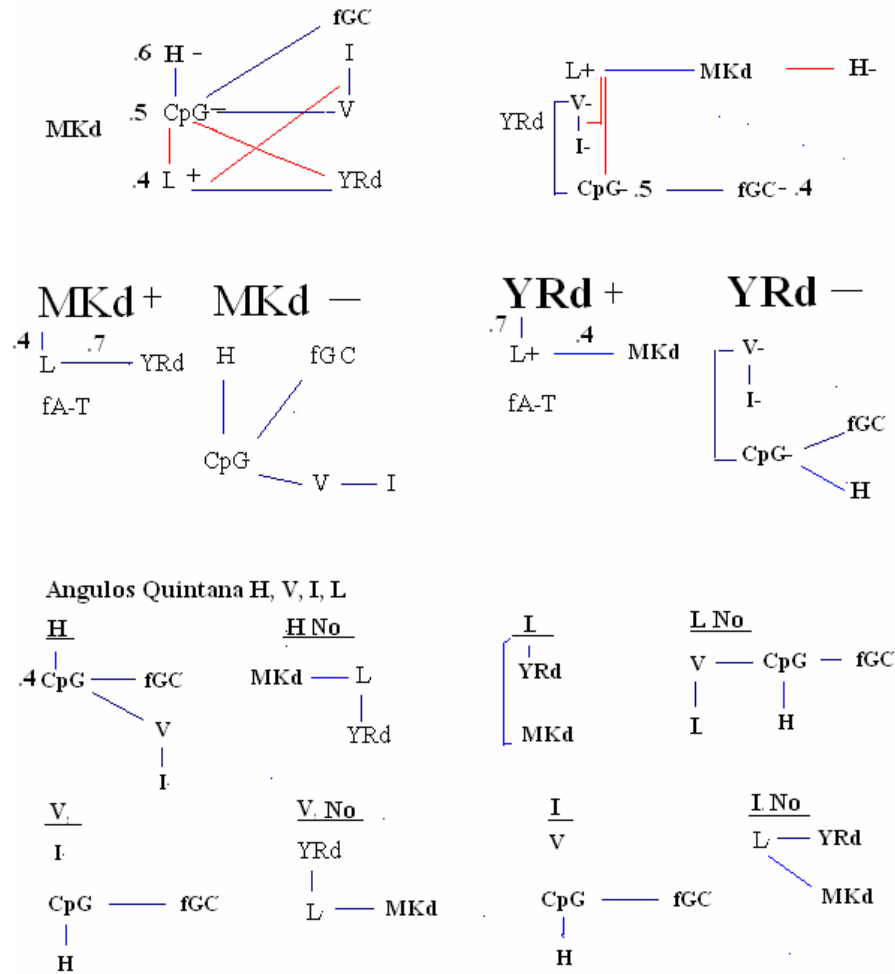 fGC
.6 H - I
.5 CpG - V
MKd
.4 L + YRd
L+ MKd H-
V-
YRd
I-
CpG- .5 fGC- .4
MKd + MKd —
.4 .7
L YRd
fA-T
H fGC
CpG
V I
YRd + YRd —
.7 .4
L+ MKd
fA-T
V-
I-
fGC
CpG-
H
Angulos Quintana H, V, I, L
H
.4 CpG fGC
V
I
H No
MKd L
YRd
L
YRd
MKd
L No
V CpG fGC
I H
V.
I.
CpG fGC
H
V. No
YRd
L MKd
I
V
CpG fGC
H
I. No
L YRd
MKd